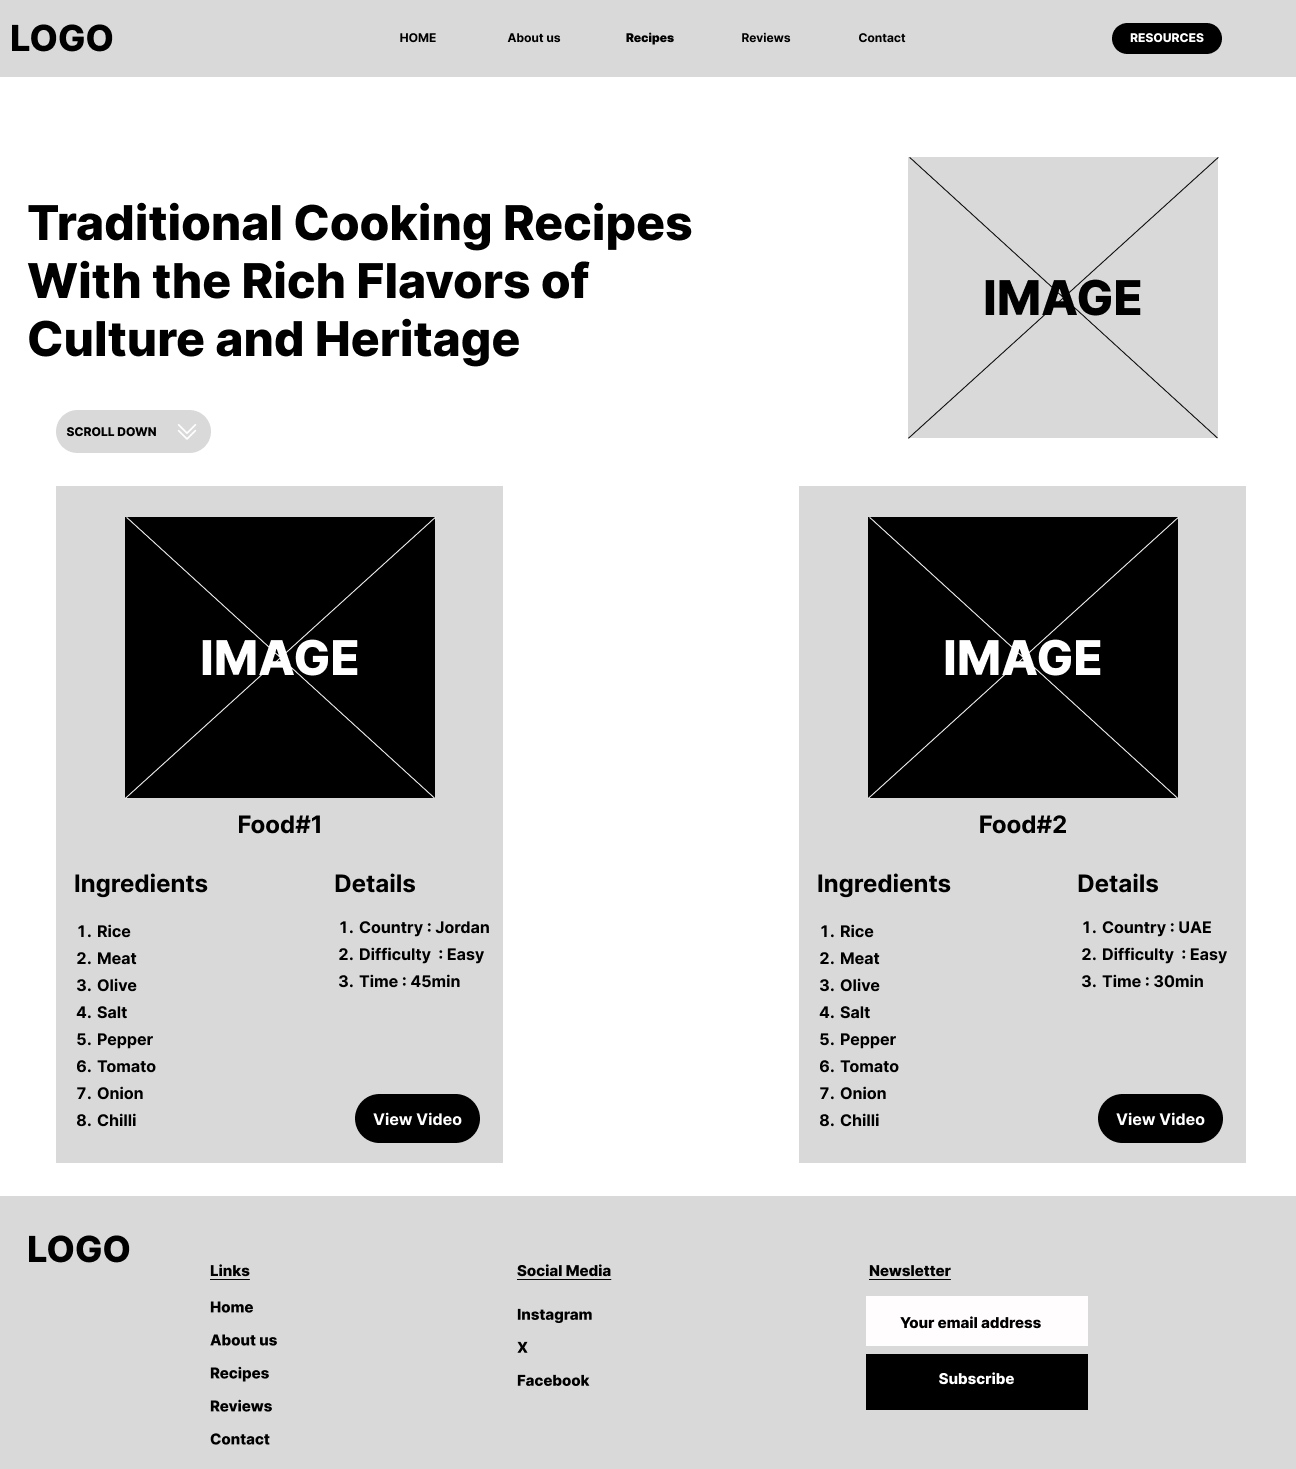 LOGO
HOME
About us
Recipes
Reviews
Contact
RESOURCES
Traditional Cooking Recipes
With the Rich Flavors of
Culture and Heritage
IMAGE
SCROLL DOWN
IMAGE
Food#1
Ingredients
1. Rice
2. Meat
3. Olive
4. Salt
5. Pepper
6. Tomato
7. Onion
8. Chilli
Details
1. Country : Jordan
2. Difficulty : Easy
3. Time : 45min
View Video
IMAGE
Food#2
Ingredients
1. Rice
2. Meat
3. Olive
4. Salt
5. Pepper
6. Tomato
7. Onion
8. Chilli
Details
1. Country : UAE
2. Difficulty : Easy
3. Time : 30min
View Video
LOGO
Links
Home
About us
Recipes
Reviews
Contact
Social Media
Instagram
X
Facebook
Newsletter
Your email address
Subscribe